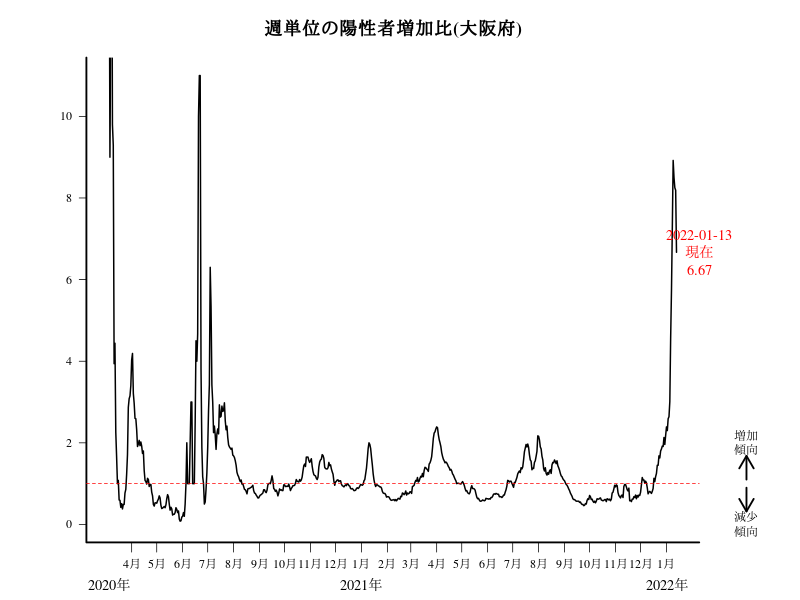 週単位の陽性者増加比(大阪府)
10
8
6
4
2
0
2022-01-13
現在
6.67
増加
傾向
減少
傾向
4月 5月 6月 7月 8月 9月 10月 11月 12月 1月 2月 3月 4月 5月 6月 7月 8月 9月 10月 11月 12月 1月
2020年 2021年 2022年